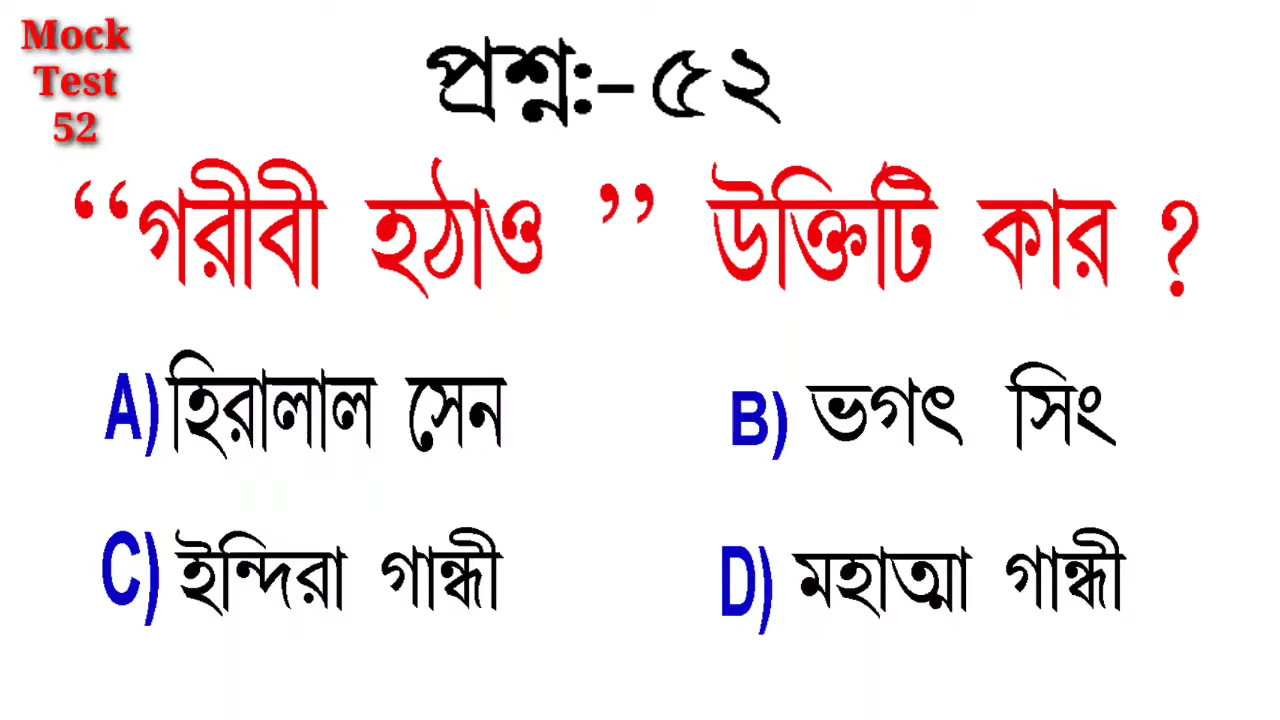 Mock
Test
52
প্রশ্ন:-৫২
“গরীবী হঠাও ” উক্তিটি কার ?
A) হিরালাল সেন
B) ভগৎ সিং
C) ইন্দিরা গান্ধী
D) মহাত্মা গান্ধী